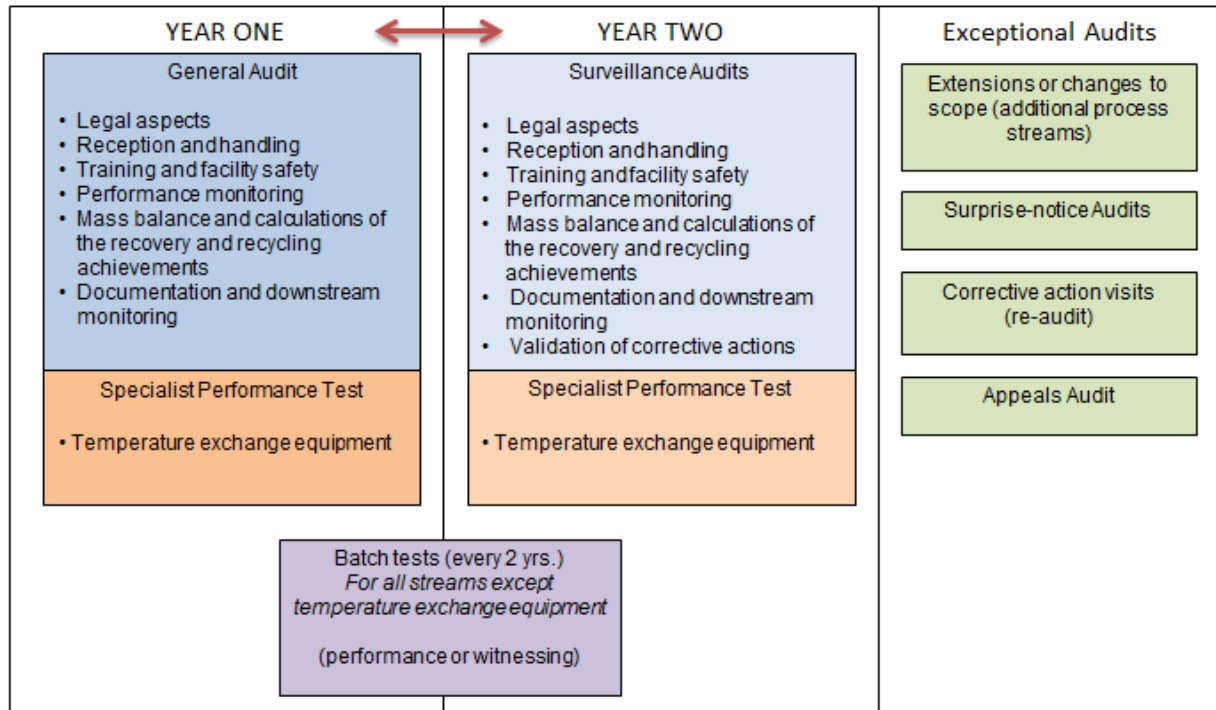 YEAR ONE
General Audit
• Legal aspects
• Reception and handling
• Training and facility safety
• Performance monitoring
• Mass balance and calculations of
the recovery and recycling
achievements
• Documentation and downstream
monitoring
Specialist Performance Test
• Temperature exchange equipment
YEAR TWO
Surveillance Audits
• Legal aspects
• Reception and handling
• Training and facility safety
• Performance monitoring
• Mass balance and calculations of
the recovery and recycling
achievements
• Documentation and downstream
monitoring
• Validation of corrective actions
Specialist Performance Test
• Temperature exchange equipment
Batch tests (every 2 yrs.)
For all streams except
temperature exchange equipment
(performance or witnessing)
Exceptional Audits
Extensions or changes to
scope (additional process
streams)
Surprise-notice Audits
Corrective action visits
(re-audit)
Appeals Audit